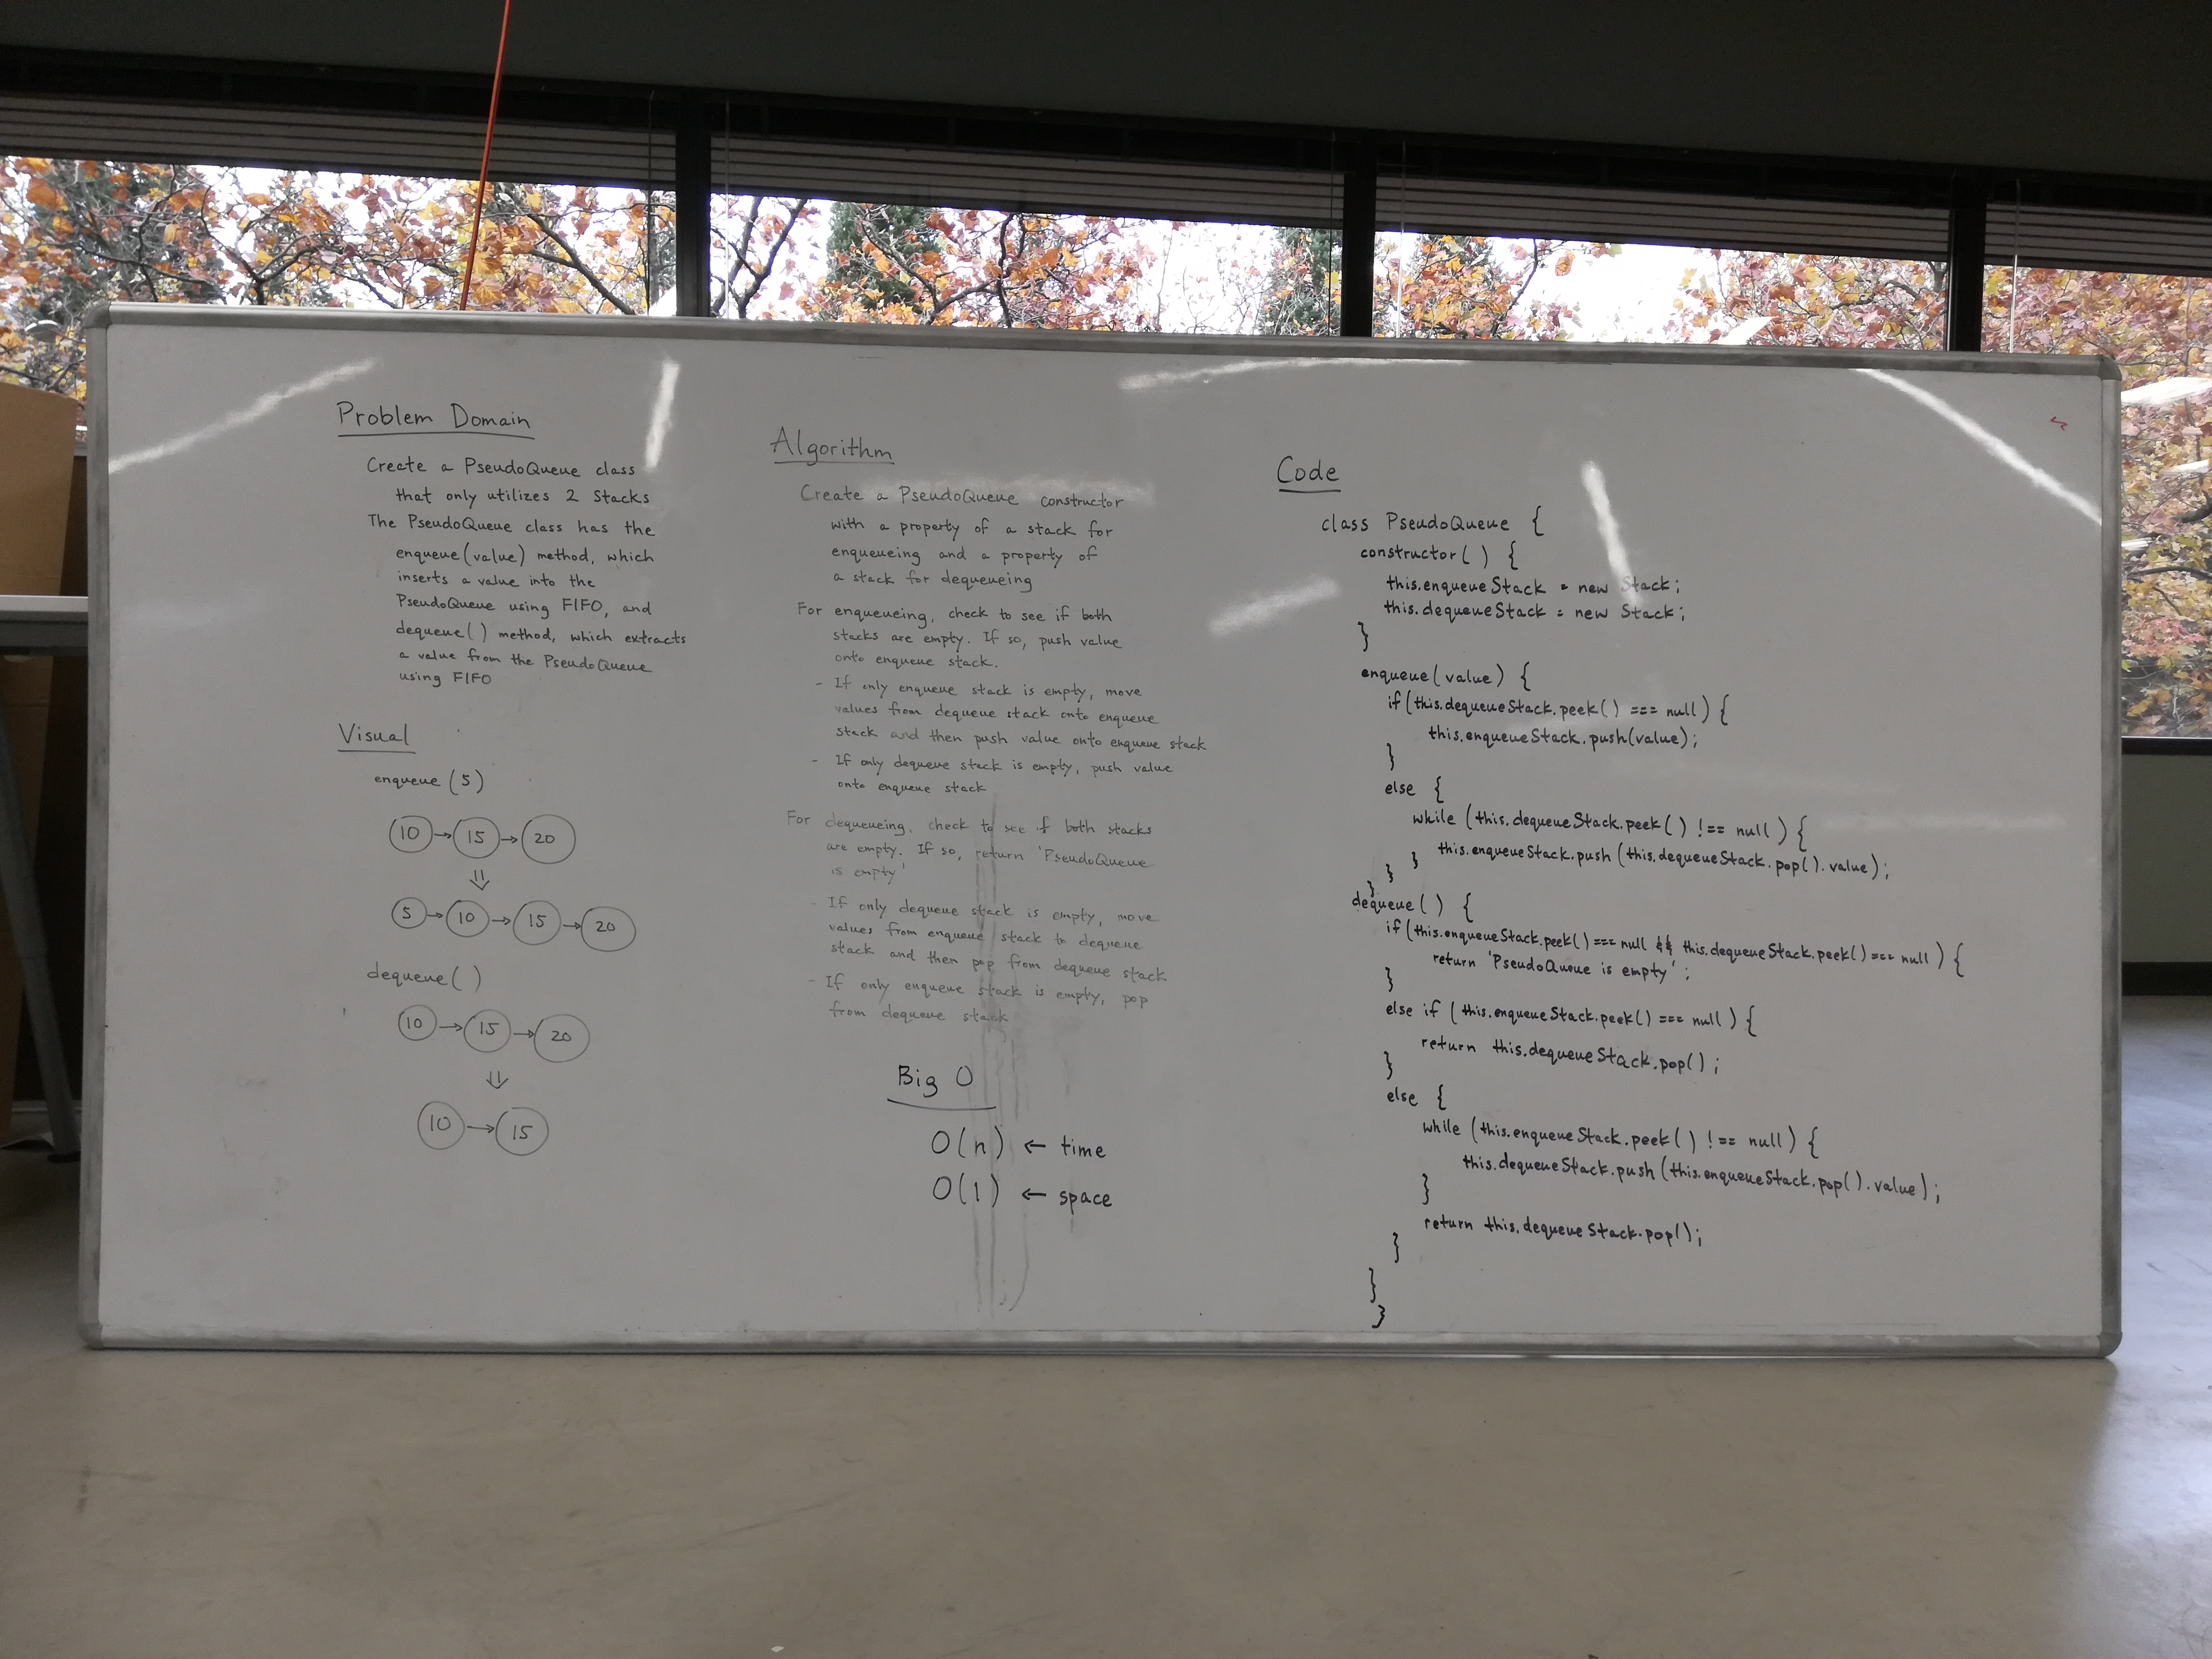 Problem Domain
Create a PseudoQueue class
that only utilizes 2 Stacks
The PseudoQueue class has the
enqueue(value) method, which
inserts a value into the
PseudoQueue using FIFO, and
dequeue() method, which extracts
a value from the PseudoQueue
using FIFO
Visual
enqueue(5)
10 → 15 → 20
⇓
5 → 10 → 15 → 20
dequeue()
10 → 15 → 20
⇓
10 → 15
Algorithm
Create a PseudoQueue constructor
with a property of a stack for
enqueueing and a property of
a stack for dequeueing
For enqueueing, check to see if both
stacks are empty. If so, push value
onto enqueue stack.
- If only enqueue stack is empty, move
values from dequeue stack onto enqueue
stack and then push value onto enqueue stack
- If only dequeue stack is empty, push value
onto enqueue stack
For dequeueing, check to see if both stacks
are empty. If so, return 'PseudoQueue
is empty'
- If only dequeue stack is empty, move
values from enqueue stack to dequeue
stack and then pop from dequeue stack
- If only enqueue stack is empty, pop
from dequeue stack
Big O
O(n) ← time
O(1) ← space
Code
class PseudoQueue {
constructor() {
this.enqueueStack = new Stack;
this.dequeueStack = new Stack;
}
enqueue(value) {
if(this.dequeueStack.peek() === null) {
this.enqueueStack.push(value);
}
else {
while (this.dequeueStack.peek() !== null) {
this.enqueueStack.push(this.dequeueStack.pop().value);
}
}
}
dequeue() {
if(this.enqueueStack.peek() === null && this.dequeueStack.peek() === null) {
return 'PseudoQueue is empty';
}
else if (this.enqueueStack.peek() === null) {
return this.dequeueStack.pop();
}
else {
while (this.enqueueStack.peek() !== null) {
this.dequeueStack.push(this.enqueueStack.pop().value);
}
return this.dequeueStack.pop();
}
}
}